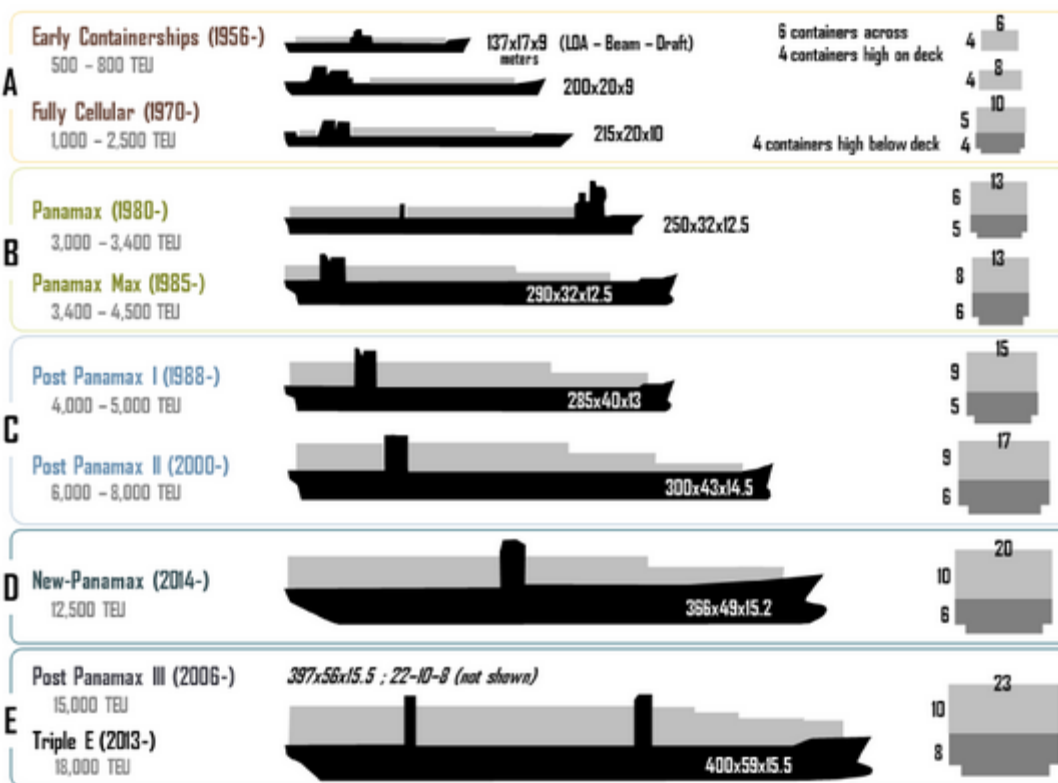 A
Early Containerships (1956-)
500 – 800 TEU
137x17x9 (LOA – Beam – Draft)
meters
200x20x9
Fully Cellular (1970-)
1,000 – 2,500 TEU
215x20x10
6 containers across
4 containers high on deck
4 containers high below deck
6
4
8
4
10
5
4
B
Panamax (1980-)
3,000 – 3,400 TEU
250x32x12.5
13
6
5
Panamax Max (1985-)
3,400 – 4,500 TEU
290x32x12.5
13
8
6
C
Post Panamax I (1988-)
4,000 – 5,000 TEU
285x40x13
15
9
5
Post Panamax II (2000-)
6,000 – 8,000 TEU
300x43x14.5
17
9
6
D
New-Panamax (2014-)
12,500 TEU
366x49x15.2
20
10
6
E
Post Panamax III (2006-)
15,000 TEU
397x56x15.5 ; 22-10-8 (not shown)
Triple E (2013-)
18,000 TEU
400x59x15.5
23
10
8